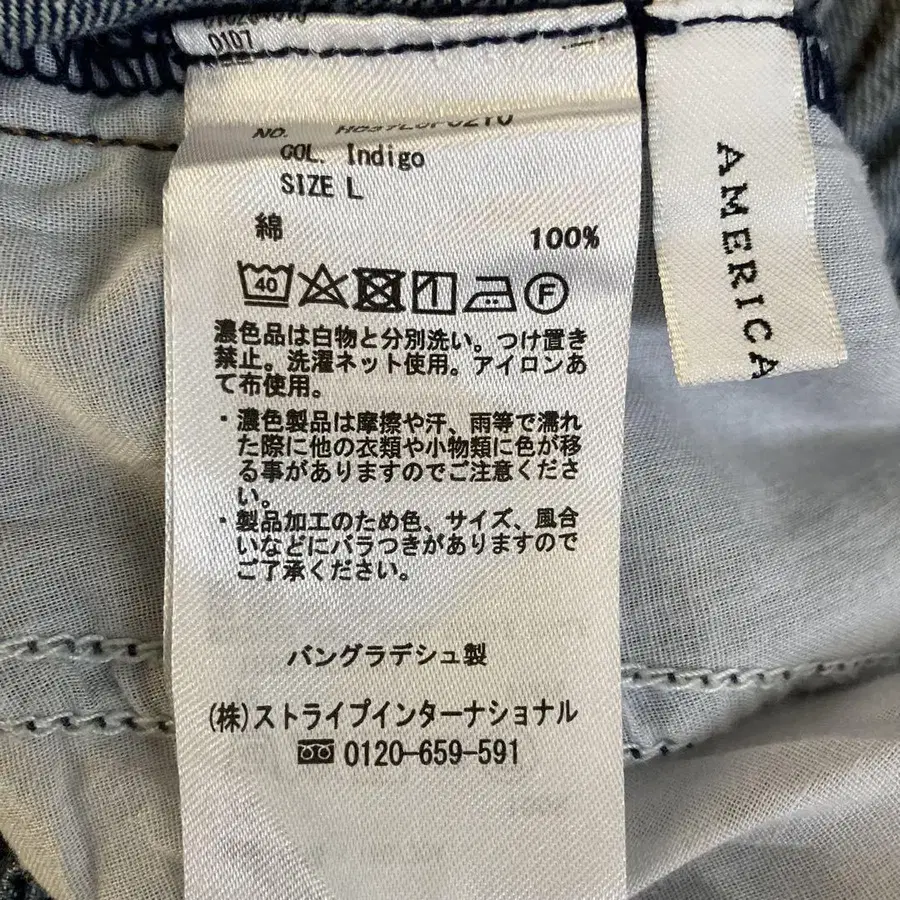 0107
NO.
COL. Indigo
SIZE L
綿 100%
40
F
濃色品は白物と分別洗い。つけ置き
禁止。洗濯ネット使用。アイロンあ
て布使用。
・濃色製品は摩擦や汗、雨等で濡れ
た際に他の衣類や小物類に色が移
る事がありますのでご注意くださ
い。
・製品加工のため色、サイズ、風合
いなどにバラつきがありますので
ご了承ください。
バングラデシュ製
(株)ストライプインターナショナル
0120-659-591
AMERICA